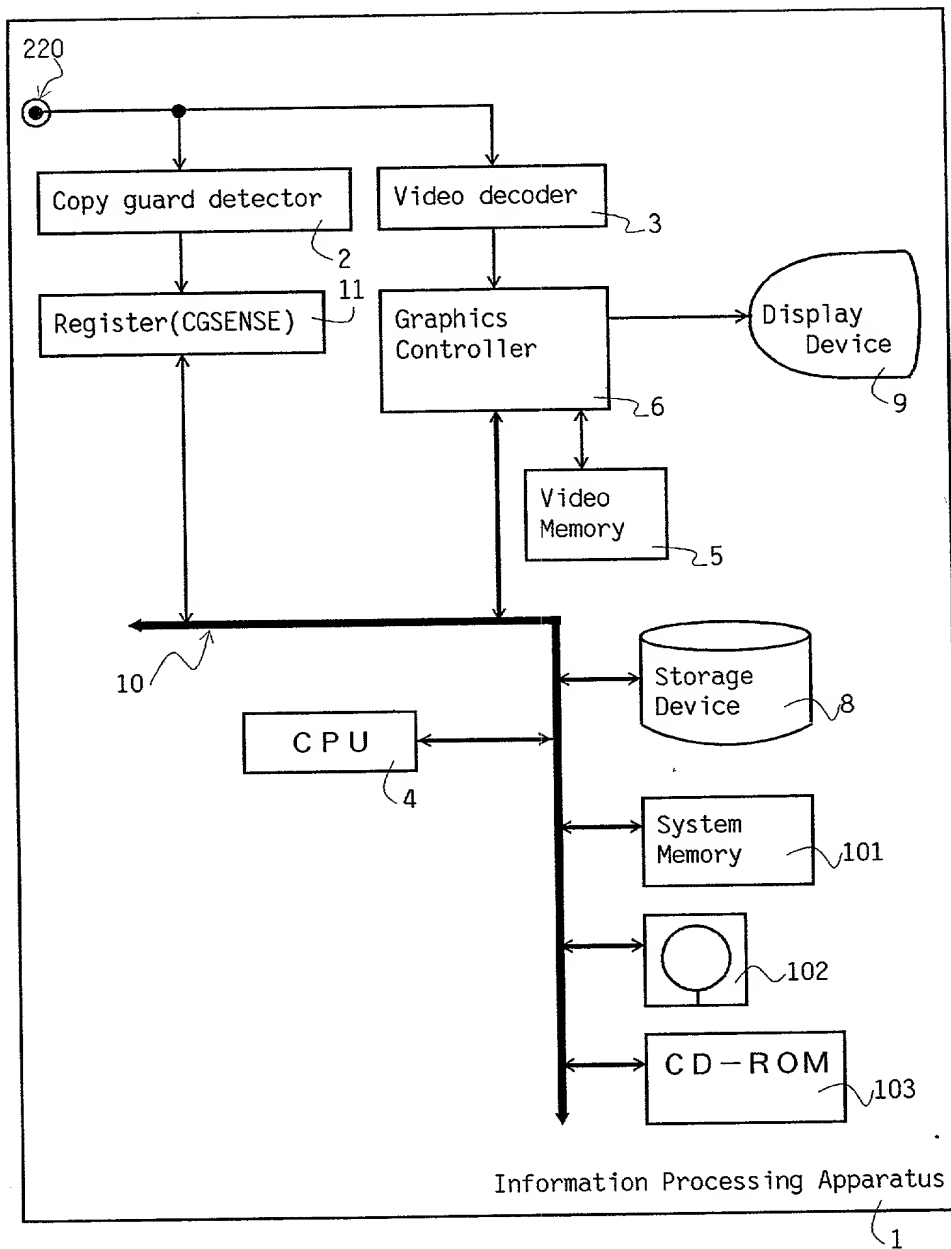 220
Copy guard detector
2
Video decoder
3
11
Register(CGSENSE)
Graphics
Controller
6
Display
Device
9
Video
Memory
5
10
Storage
Device
8
CPU
4
System
Memory
101
102
CD-ROM
103
Information Processing Apparatus
1